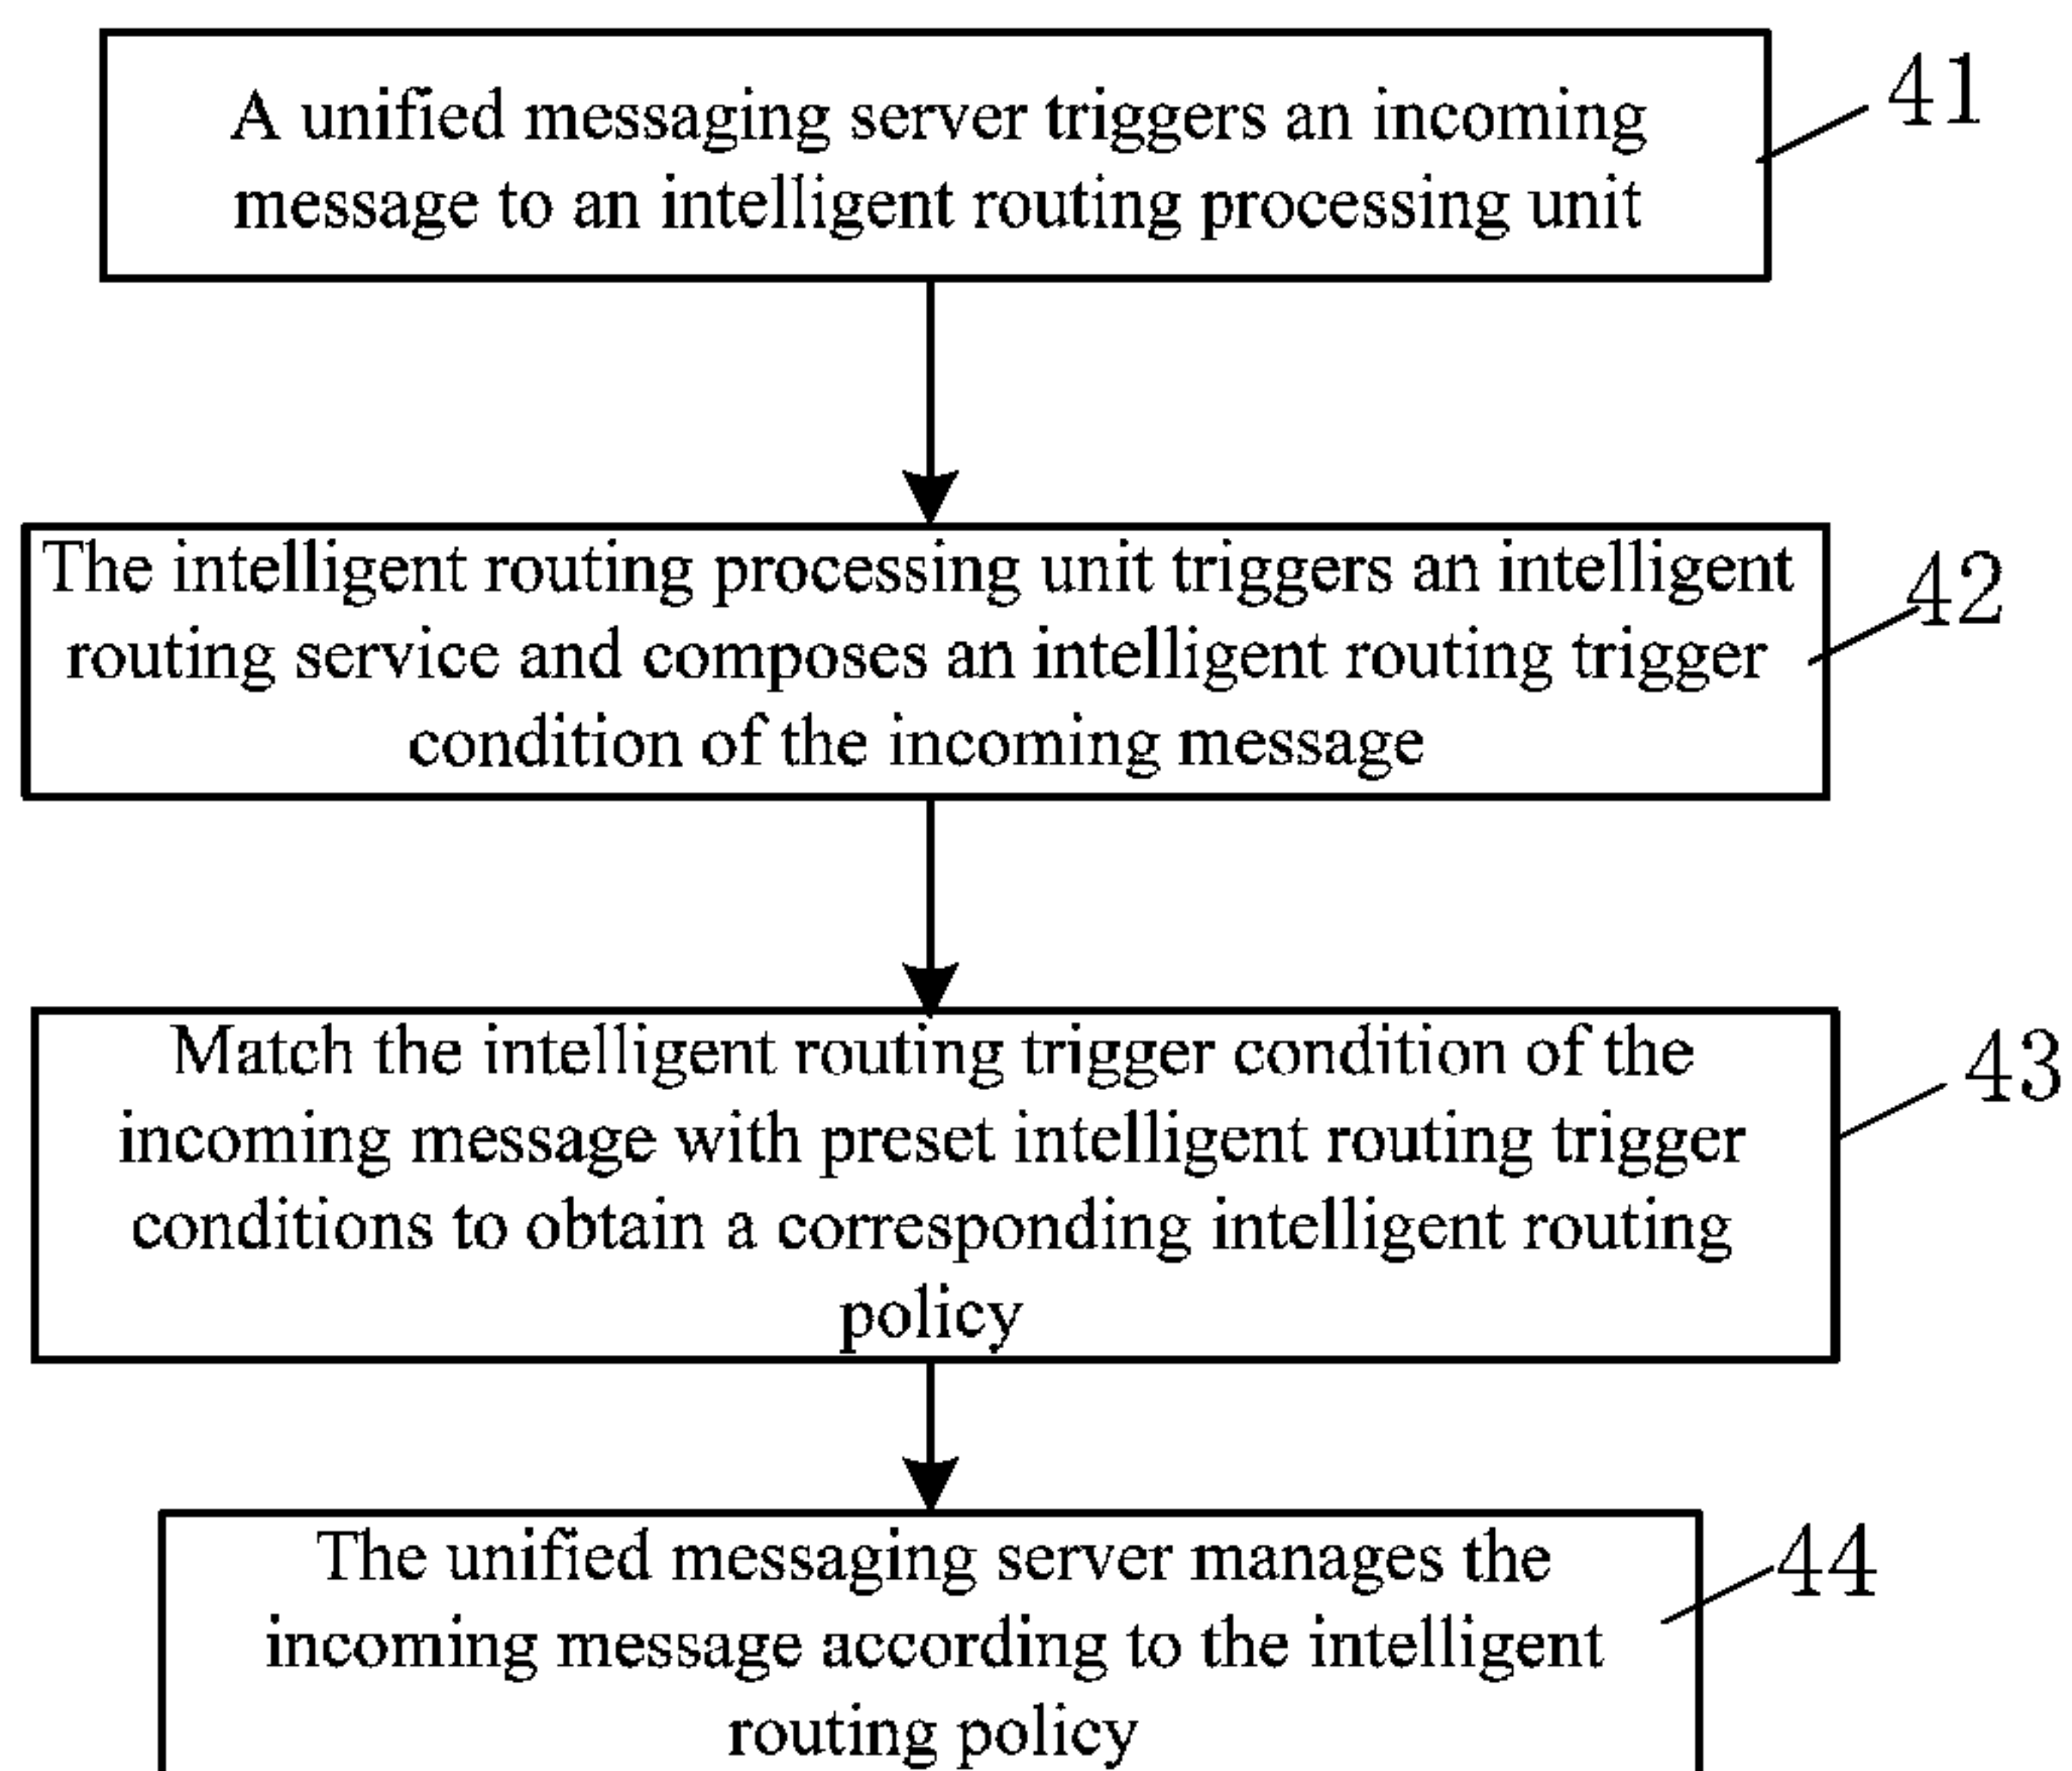 A unified messaging server triggers an incoming
message to an intelligent routing processing unit
41
The intelligent routing processing unit triggers an intelligent
routing service and composes an intelligent routing trigger
condition of the incoming message
42
Match the intelligent routing trigger condition of the
incoming message with preset intelligent routing trigger
conditions to obtain a corresponding intelligent routing
policy
43
The unified messaging server manages the
incoming message according to the intelligent
routing policy
44